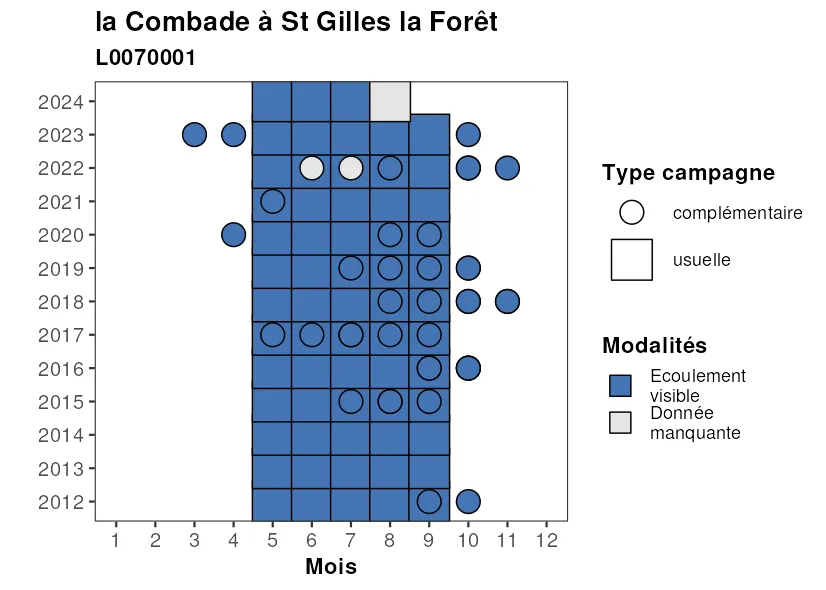 la Combade à St Gilles la Forêt
L0070001
2024
2023
2022
2021
2020
2019
2018
2017
2016
2015
2014
2013
2012
1 2 3 4 5 6 7 8 9 10 11 12
Mois
Type campagne
complémentaire
usuelle
Modalités
Ecoulement
visible
Donnée
manquante